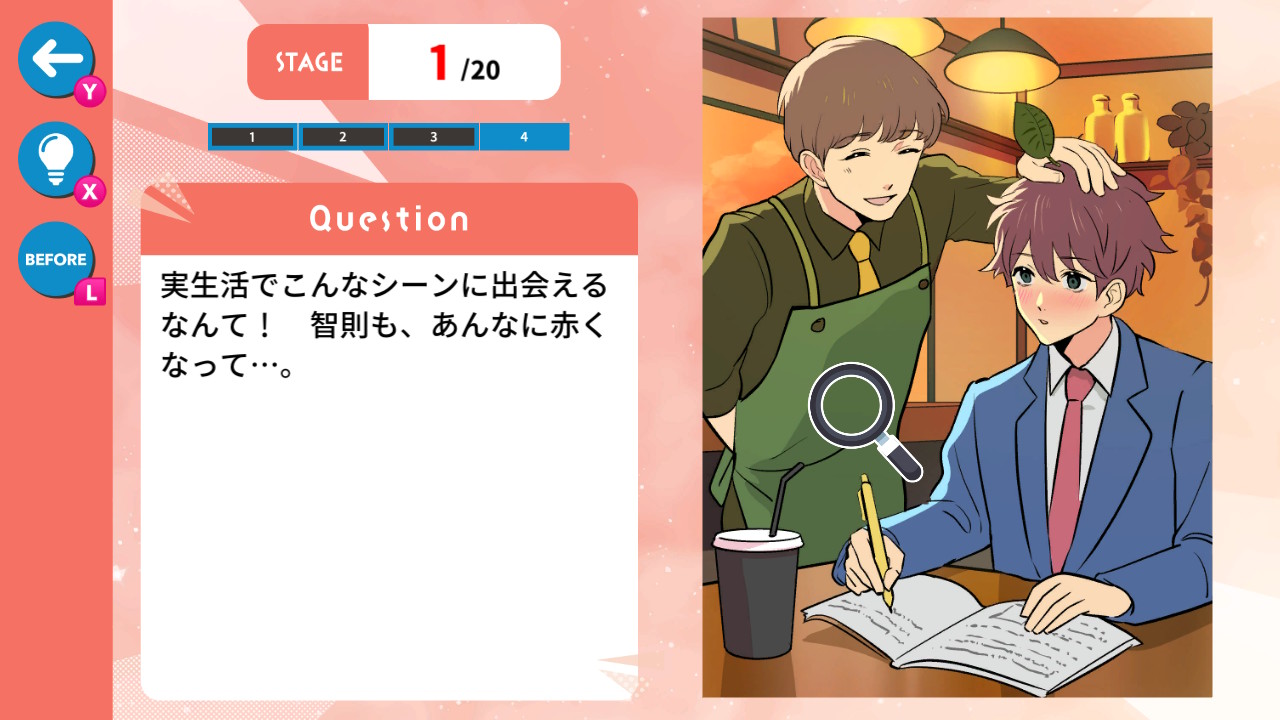 Y
X
BEFORE
L
STAGE
1 /20
1 2 3 4
Question
実生活でこんなシーンに出会える
なんて！　智則も、あんなに赤く
なって…。